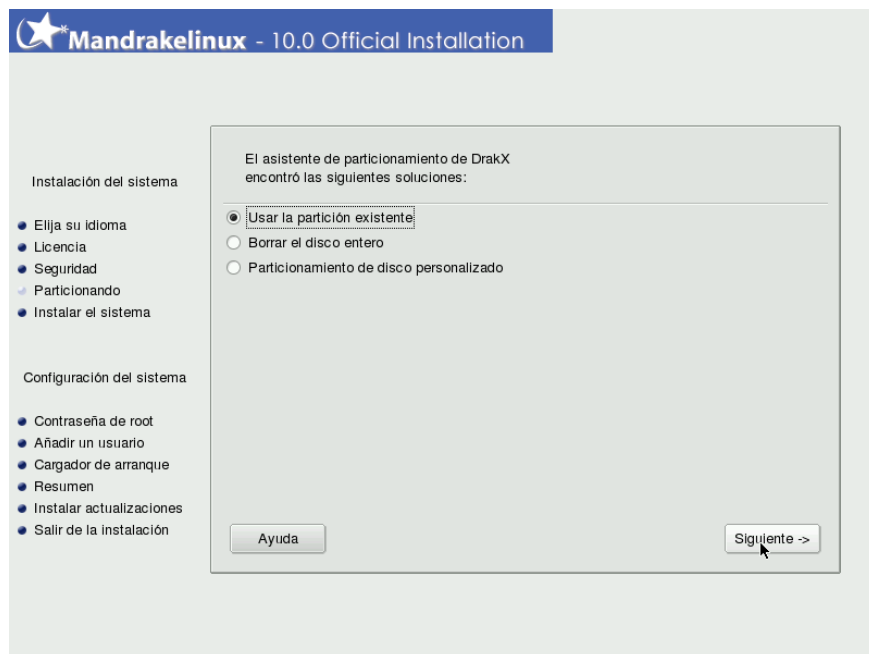 Mandrakelinux - 10.0 Official Installation
Instalación del sistema
Elija su idioma
Licencia
Seguridad
Particionando
Instalar el sistema
Configuración del sistema
Contraseña de root
Añadir un usuario
Cargador de arranque
Resumen
Instalar actualizaciones
Salir de la instalación
El asistente de particionamiento de DrakX
encontró las siguientes soluciones:
Usar la partición existente
Borrar el disco entero
Particionamiento de disco personalizado
Ayuda
Siguiente ->